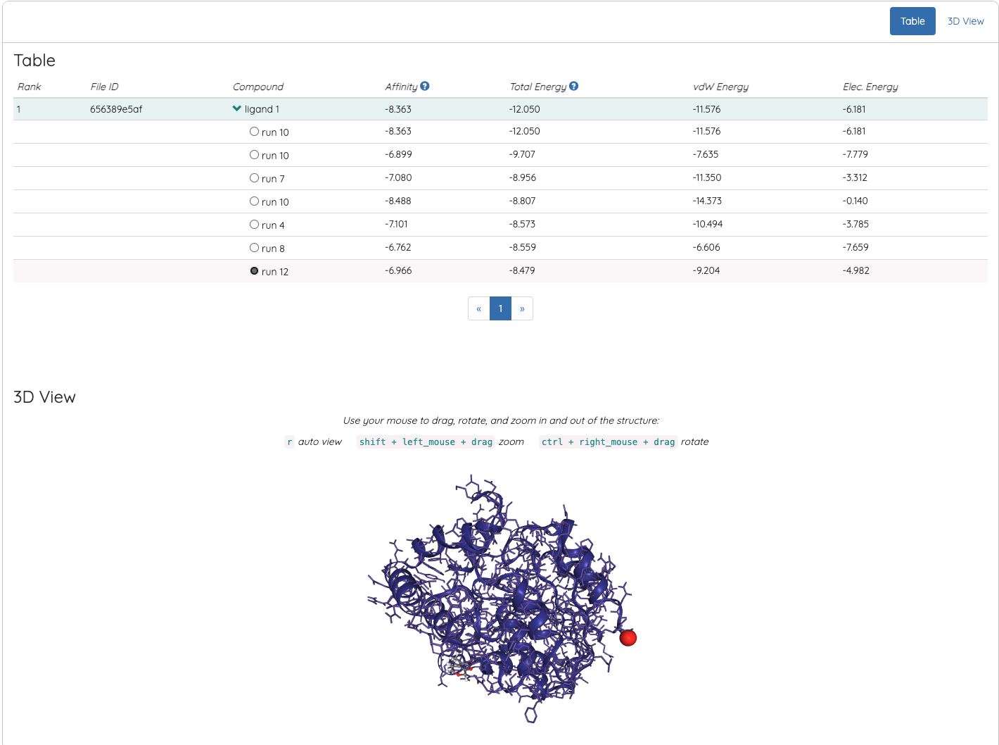 Table 3D View
Table
Rank File ID Compound Affinity ? Total Energy ? vdW Energy Elec. Energy
1 656389e5af ligand 1 -8.363 -12.050 -11.576 -6.181
run 10 -8.363 -12.050 -11.576 -6.181
run 10 -6.899 -9.707 -7.635 -7.779
run 7 -7.080 -8.956 -11.350 -3.312
run 10 -8.488 -8.807 -14.373 -0.140
run 4 -7.101 -8.573 -10.494 -3.785
run 8 -6.762 -8.559 -6.606 -7.659
run 12 -6.966 -8.479 -9.204 -4.982
« 1 »
3D View
Use your mouse to drag, rotate, and zoom in and out of the structure:
r auto view shift + left_mouse + drag zoom ctrl + right_mouse + drag rotate